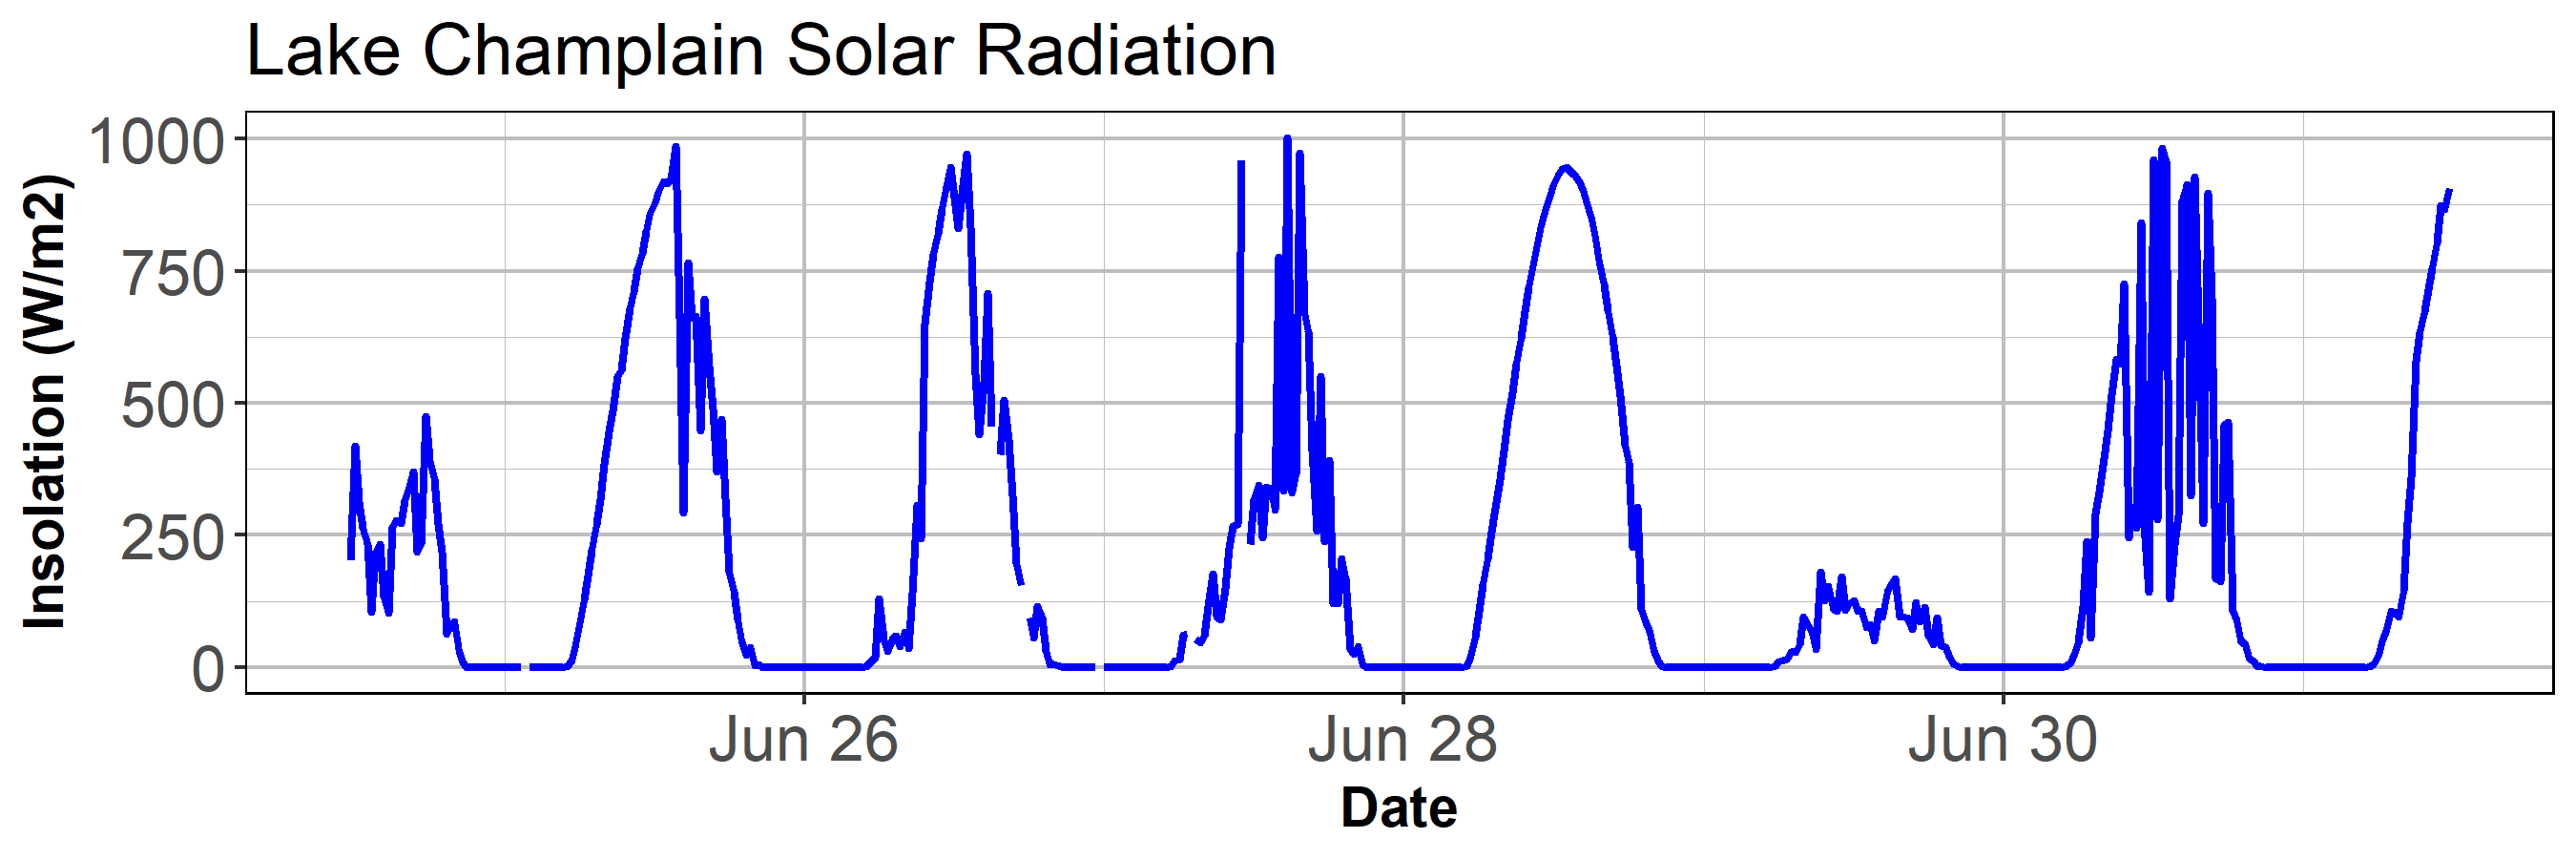 Lake Champlain Solar Radiation
Insolation (W/m2)
1000
750
500
250
0
Jun 26 Jun 28 Jun 30
Date